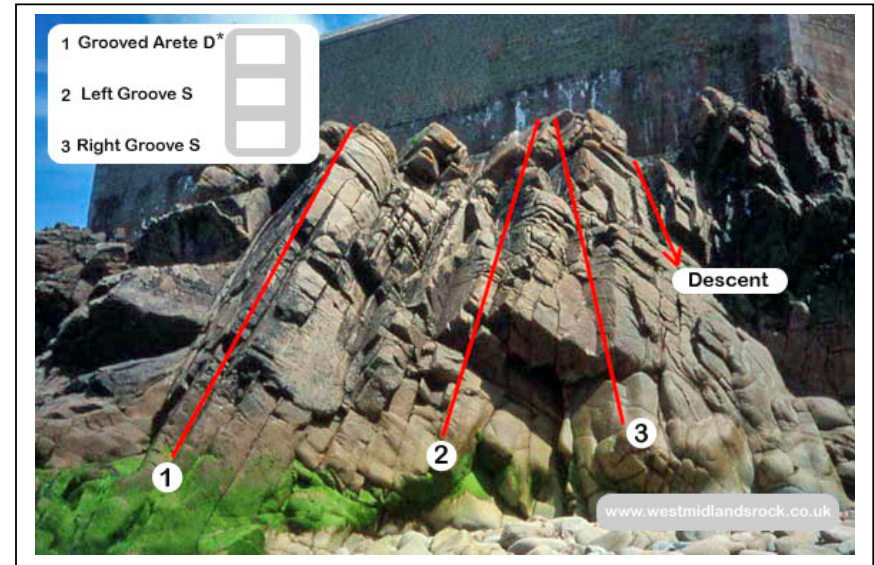 1 Grooved Arete D*
2 Left Groove S
3 Right Groove S
Descent
1
2
3
www.westmidlandsrock.co.uk